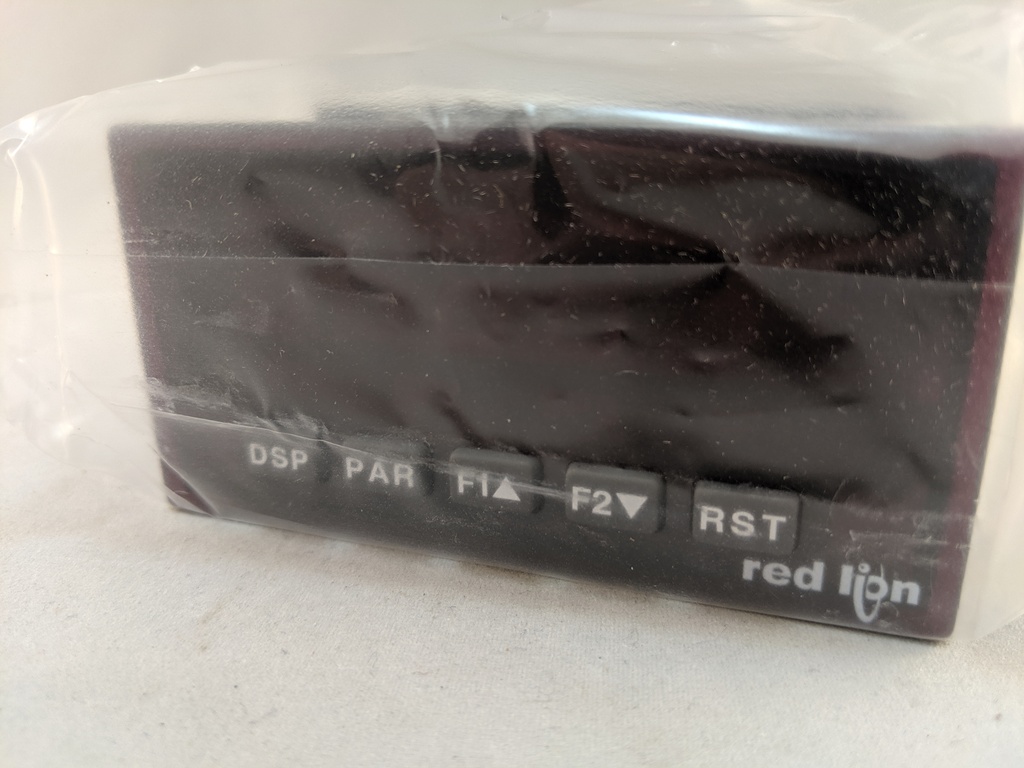 DSP PAR F1▲ F2▼ RST
red lion